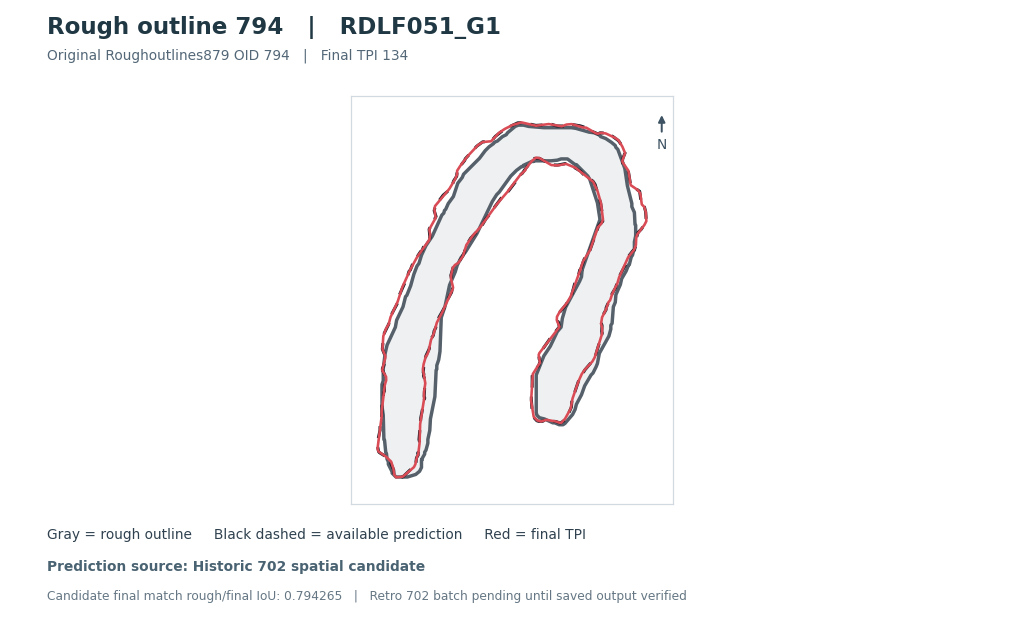 Rough outline 794 | RDLF051_G1
Original Roughoutlines879 OID 794 | Final TPI 134
N
Gray = rough outline Black dashed = available prediction Red = final TPI
Prediction source: Historic 702 spatial candidate
Candidate final match rough/final IoU: 0.794265 | Retro 702 batch pending until saved output verified